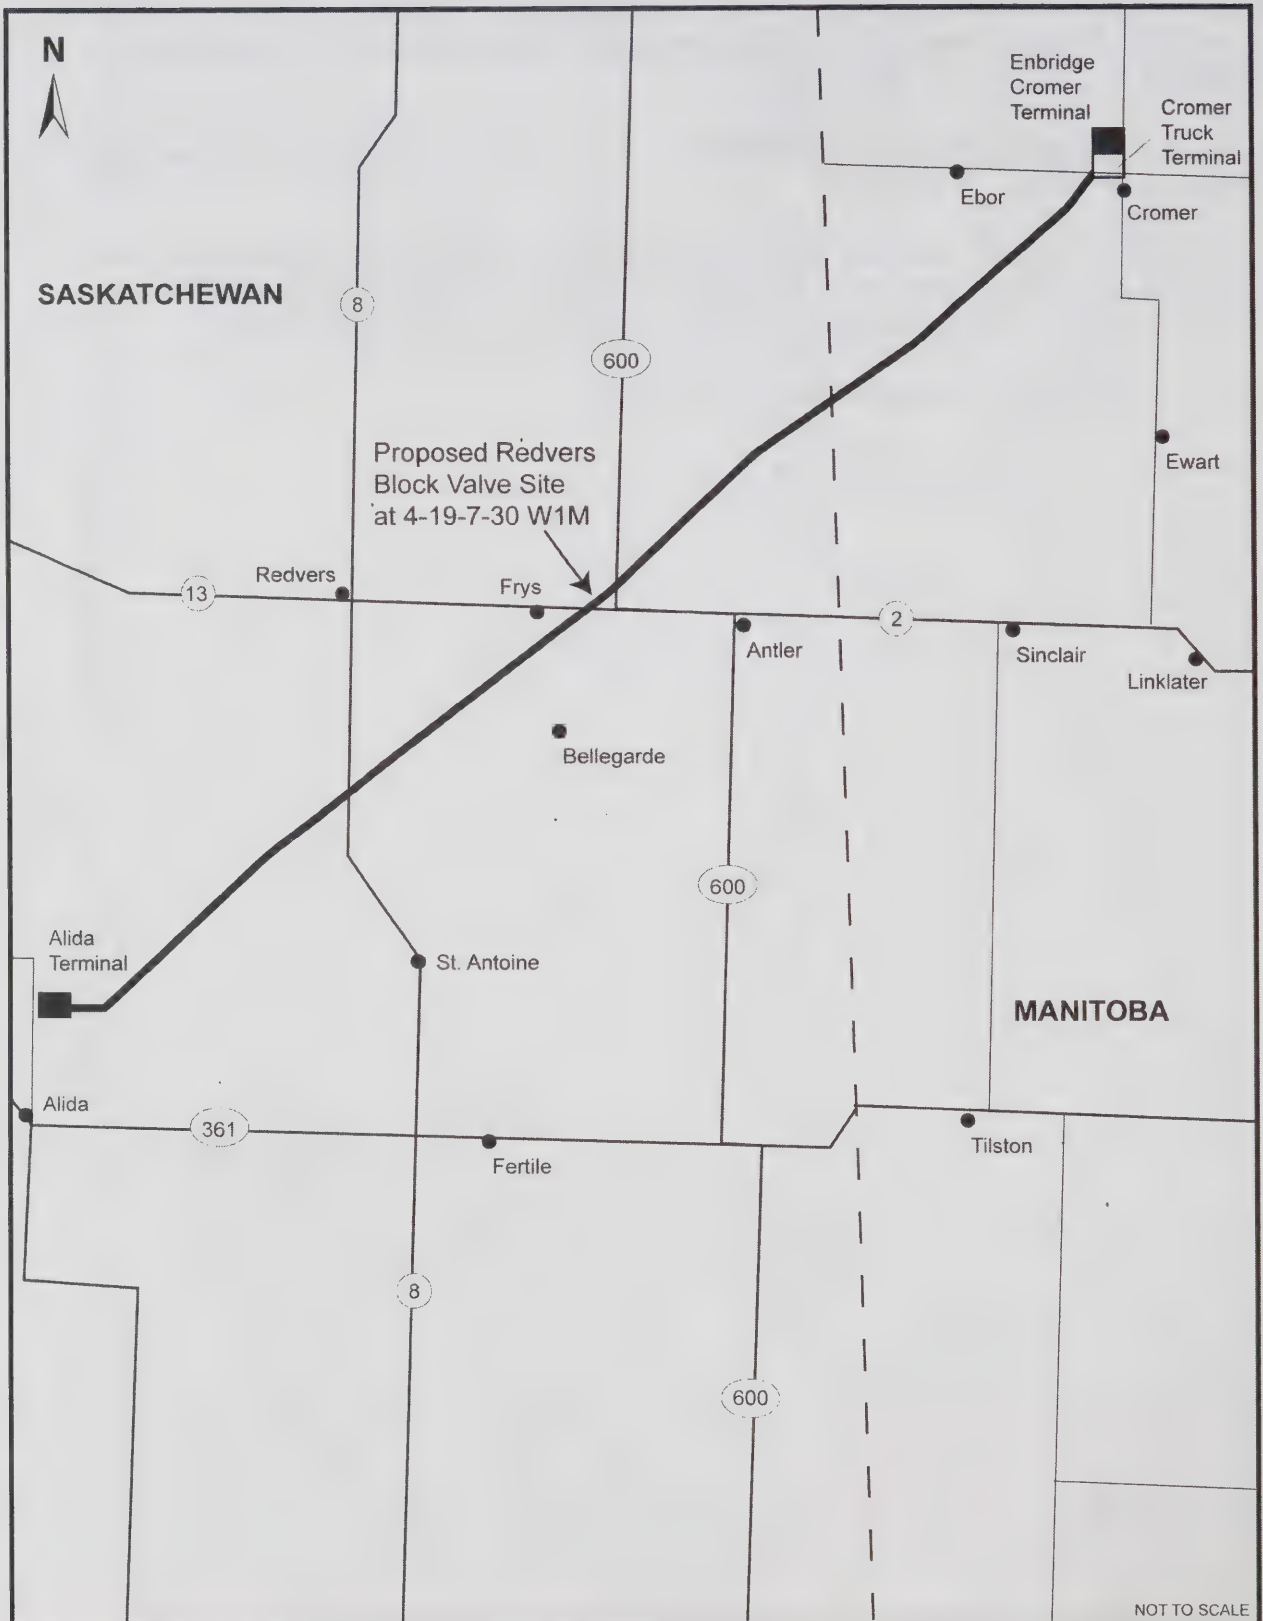 N
Enbridge
Cromer
Terminal
Cromer
Truck
Terminal
Ebor
Cromer
SASKATCHEWAN
8
600
Proposed Redvers
Block Valve Site
at 4-19-7-30 W1M
Ewart
Redvers
13
Frys
2
Antler
Sinclair
Linklater
Bellegarde
600
Alida
Terminal
St. Antoine
MANITOBA
Alida
361
Fertile
Tilston
8
600
NOT TO SCALE